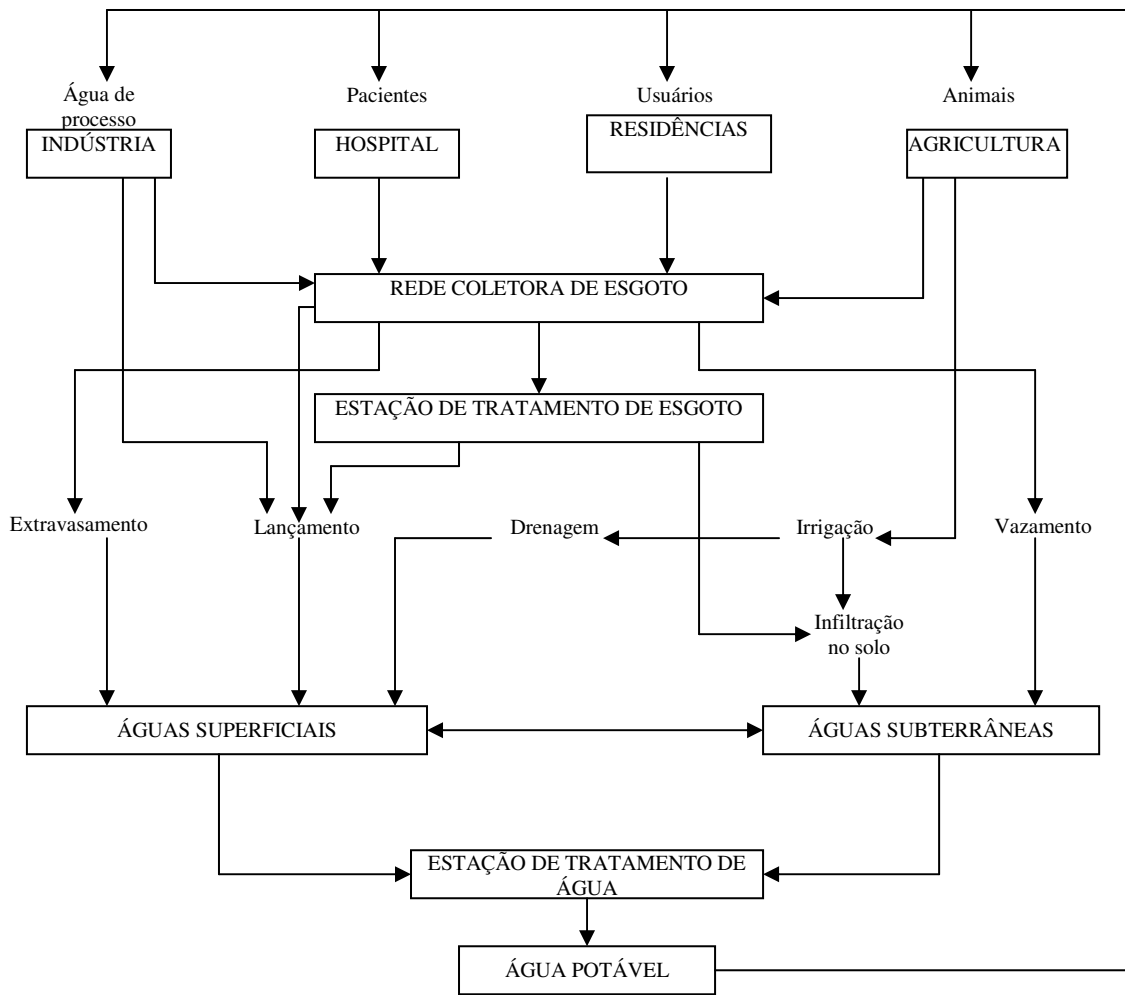 Água de
processo
Pacientes
Usuários
Animais
INDÚSTRIA
HOSPITAL
RESIDÊNCIAS
AGRICULTURA
REDE COLETORA DE ESGOTO
ESTAÇÃO DE TRATAMENTO DE ESGOTO
Extravasamento
Lançamento
Drenagem
Irrigação
Vazamento
Infiltração
no solo
ÁGUAS SUPERFICIAIS
ÁGUAS SUBTERRÂNEAS
ESTAÇÃO DE TRATAMENTO DE
ÁGUA
ÁGUA POTÁVEL